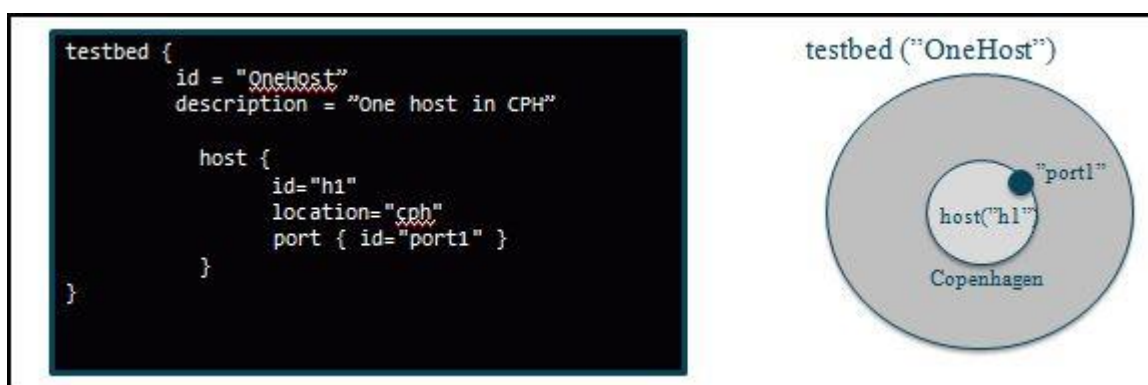 testbed {
id = "OneHost”
description = ”One host in CPH”
host {
id="h1"
location="cph"
port { id="port1" }
}
}
testbed (”OneHost”)
”port1”
host(”h1”)
Copenhagen